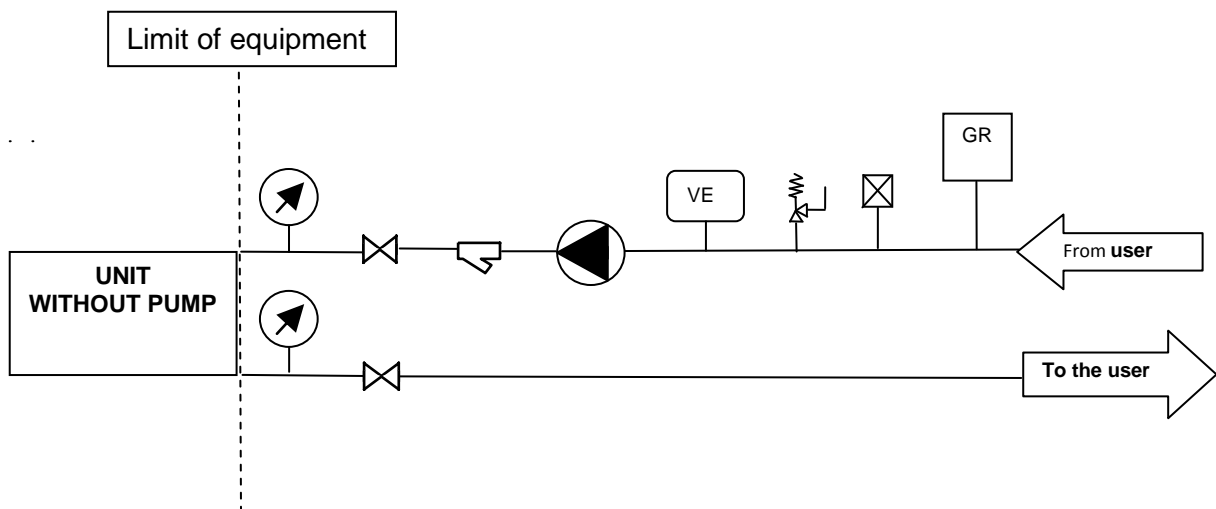 Limit of equipment
GR
VE
From user
UNIT
WITHOUT PUMP
To the user